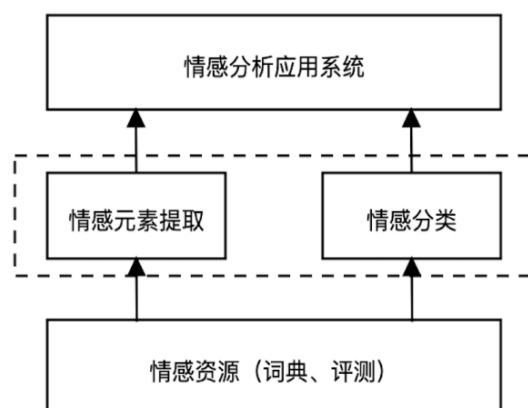 情感分析应用系统
情感元素提取
情感分类
情感资源（词典、评测）